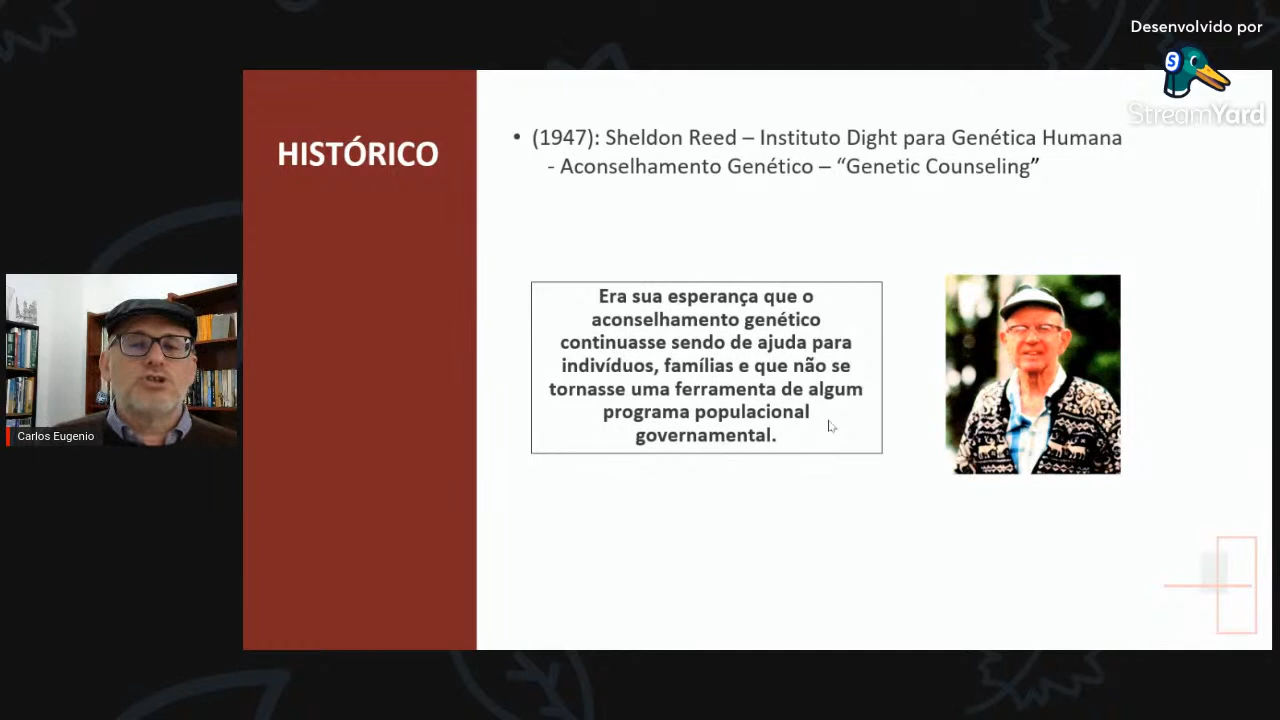 Desenvolvido por
StreamYard
HISTÓRICO
• (1947): Sheldon Reed – Instituto Dight para Genética Humana
- Aconselhamento Genético – “Genetic Counseling”
Era sua esperança que o
aconselhamento genético
continuasse sendo de ajuda para
indivíduos, famílias e que não se
tornasse uma ferramenta de algum
programa populacional
governamental.
Carlos Eugenio